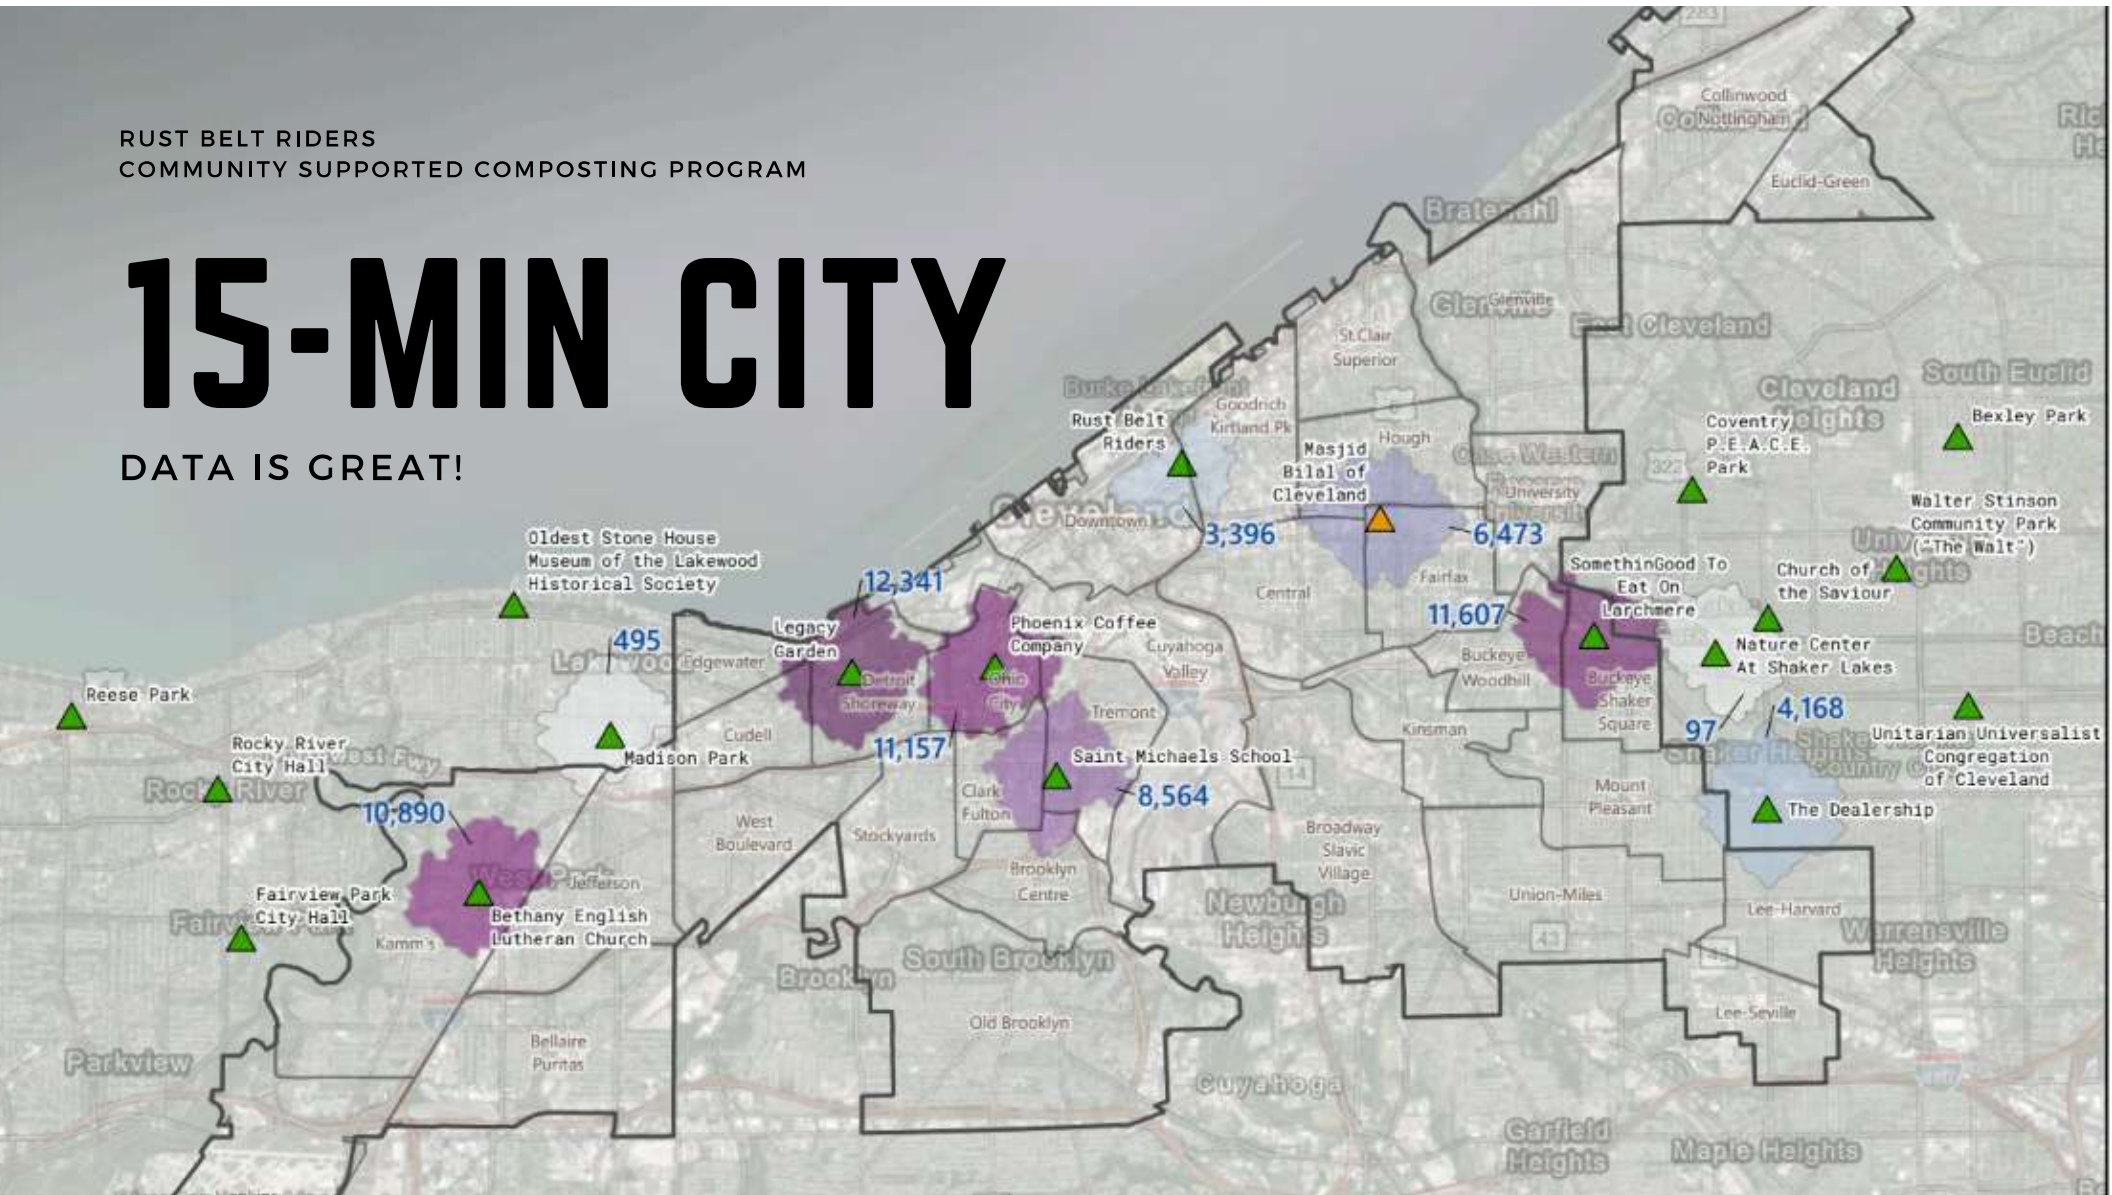 RUST BELT RIDERS
COMMUNITY SUPPORTED COMPOSTING PROGRAM
15-MIN CITY
DATA IS GREAT!
283
Collinwood
Nottingham
Euclid-Green
Bratenahl
Glenville
East Cleveland
St.Clair
Superior
Cleveland
Heights
South Euclid
Bexley Park
Coventry
P.E.A.C.E.
Park
322
Goodrich
Kirtland Pk
Rust Belt
Riders
Masjid
Bilal of
Cleveland
Hough
University
Walter Stinson
Community Park
("The Walt")
Cleveland
Downtown
3,396
6,473
Oldest Stone House
Museum of the Lakewood
Historical Society
12,341
SomethinGood To
Eat On
Larchmere
Church of
the Saviour
Fairfax
Central
11,607
Legacy
Garden
Phoenix Coffee
Company
495
Edgewater
Cuyahoga
Valley
Buckeye
Woodhill
Nature Center
At Shaker Lakes
Reese Park
Detroit
Shoreway
Ohio
City
Buckeye
Shaker
Square
Tremont
Kinsman
97
4,168
Cudell
11,157
Rocky River
City Hall
Madison Park
Saint Michaels School
Unitarian Universalist
Congregation
of Cleveland
Shaker Heights
Rocky River
10,890
Clark
Fulton
8,564
14
Mount
Pleasant
The Dealership
West
Boulevard
Stockyards
Broadway
Slavic
Village
Brooklyn
Centre
Jefferson
Fairview Park
City Hall
Bethany English
Lutheran Church
Kamm's
Newburgh
Heights
Union-Miles
Lee-Harvard
43
Warrensville
Heights
Brooklyn
South Brooklyn
Old Brooklyn
Lee-Seville
Bellaire
Puritas
Parkview
Cuyahoga
Garfield
Heights
Maple Heights